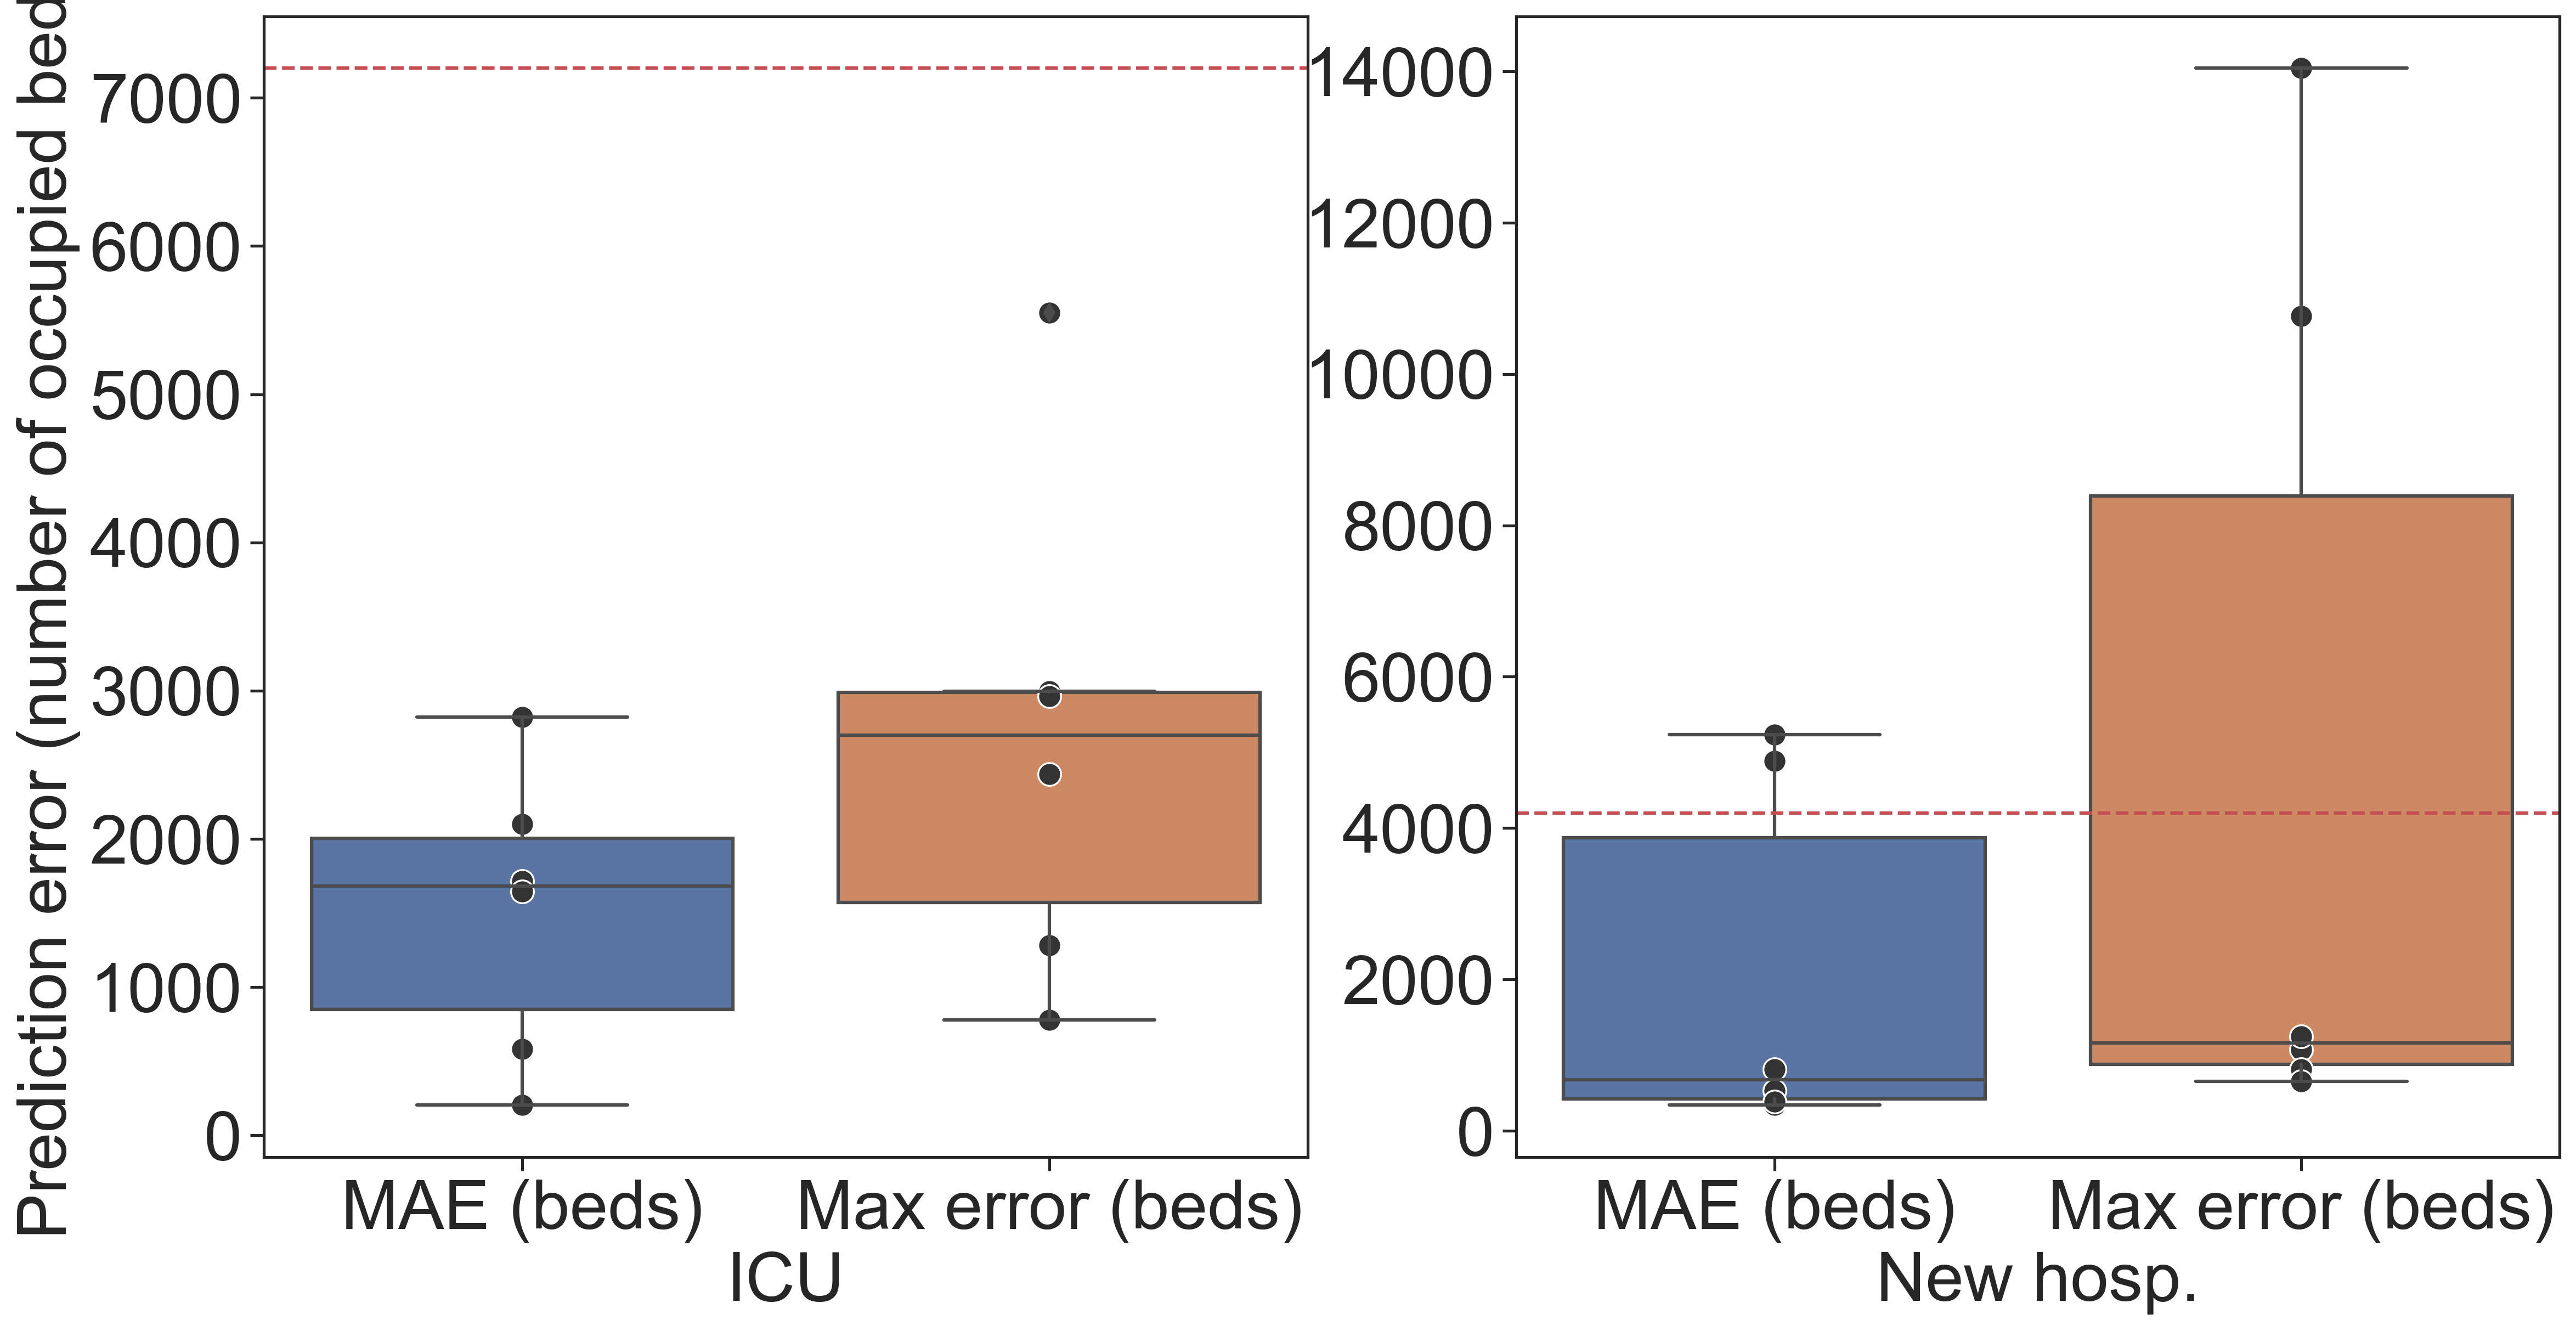 Prediction error (number of occupied bed
7000
6000
5000
4000
3000
2000
1000
0
MAE (beds)
Max error (beds)
ICU
14000
12000
10000
8000
6000
4000
2000
0
MAE (beds)
Max error (beds)
New hosp.